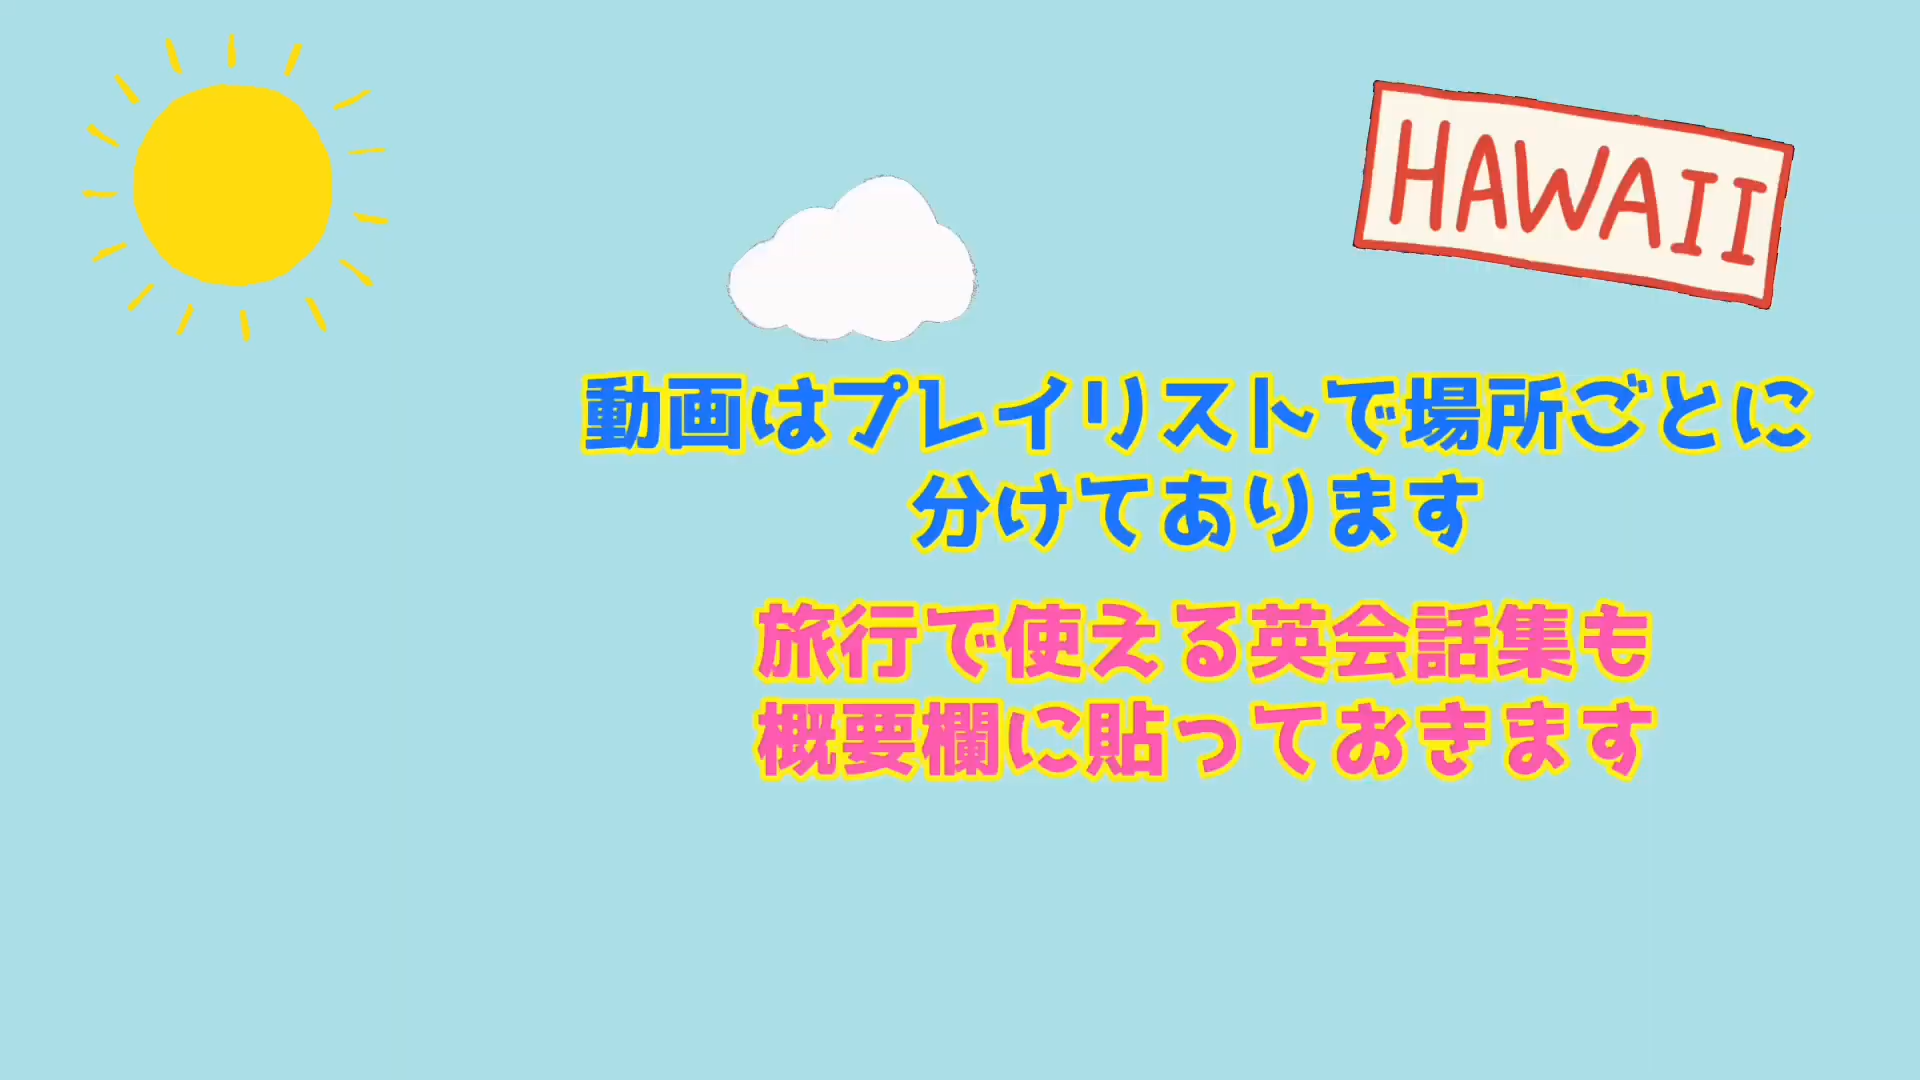 HAWAII
動画はプレイリストで場所ごとに
分けてあります
旅行で使える英会話集も
概要欄に貼っておきます